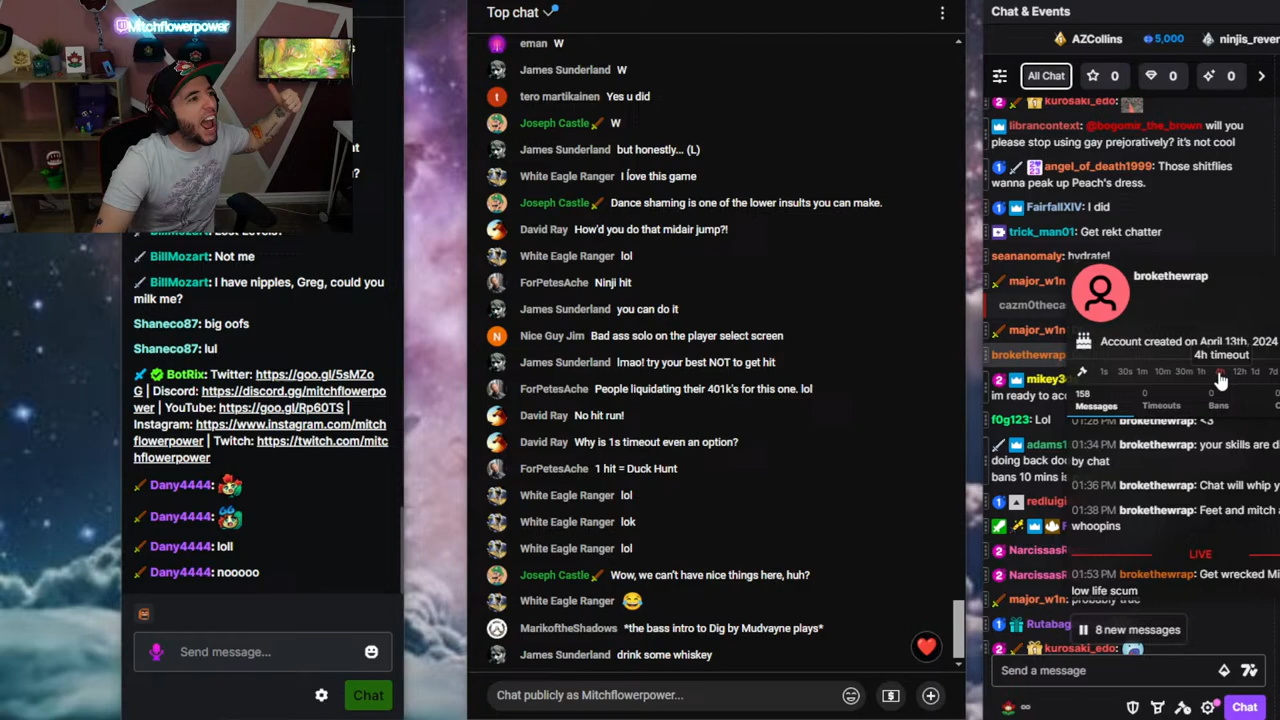 Mitchflowerpower
BillMozart: Not me
BillMozart: I have nipples, Greg, could you
milk me?
Shaneco87: big oofs
Shaneco87: lul
BotRix: Twitter: https://goo.gl/5sMZo
G | Discord: https://discord.gg/mitchflowerpo
wer | YouTube: https://goo.gl/Rp60TS |
Instagram: https://www.instagram.com/mitch
flowerpower | Twitch: https://twitch.com/mitc
hflowerpower
Dany4444:
Dany4444:
Dany4444: loll
Dany4444: nooooo
Send message...
Chat
Top chat
eman W
James Sunderland W
tero martikainen Yes u did
Joseph Castle W
James Sunderland but honestly... (L)
White Eagle Ranger I love this game
Joseph Castle Dance shaming is one of the lower insults you can make.
David Ray How'd you do that midair jump?!
White Eagle Ranger lol
ForPetesAche Ninji hit
James Sunderland you can do it
Nice Guy Jim Bad ass solo on the player select screen
James Sunderland lmao! try your best NOT to get hit
ForPetesAche People liquidating their 401k's for this one. lol
David Ray No hit run!
David Ray Why is 1s timeout even an option?
ForPetesAche 1 hit = Duck Hunt
White Eagle Ranger lol
White Eagle Ranger lok
White Eagle Ranger lol
Joseph Castle Wow, we can't have nice things here, huh?
White Eagle Ranger 😂
MarikoftheShadows *the bass intro to Dig by Mudvayne plays*
James Sunderland drink some whiskey
Chat publicly as Mitchflowerpower...
Chat & Events
AZCollins 5,000 ninjis_rever
All Chat 0 0 0
kurosaki_edo:
librancontext: @bogomir_the_brown will you
please stop using gay prejoratively? it's not cool
angel_of_death1999: Those shitflies
wanna peak up Peach's dress.
FairfallXIV: I did
trick_man01: Get rekt chatter
seananomaly: hydrate!
major_w1n
cazm0theca
major_w1n
brokethewrap
brokethewrap
Account created on April 13th, 2024
4h timeout
1s 30s 1m 10m 30m 1h 12h 1d 7d
158 0 0
Messages Timeouts Bans
mikey3
im ready to acc
f0g123: Lol
adams1
doing back doo
bans 10 mins is
redluigi
01:28 PM brokethewrap: <3
01:34 PM brokethewrap: your skills are d
by chat
01:36 PM brokethewrap: Chat will whip y
01:38 PM brokethewrap: Feet and mitch a
whoopins
LIVE
01:53 PM brokethewrap: Get wrecked Mi
low life scum
NarcissasR
NarcissasR
major_w1n:
probably true
Rutabag
8 new messages
kurosaki_edo:
Send a message
Chat